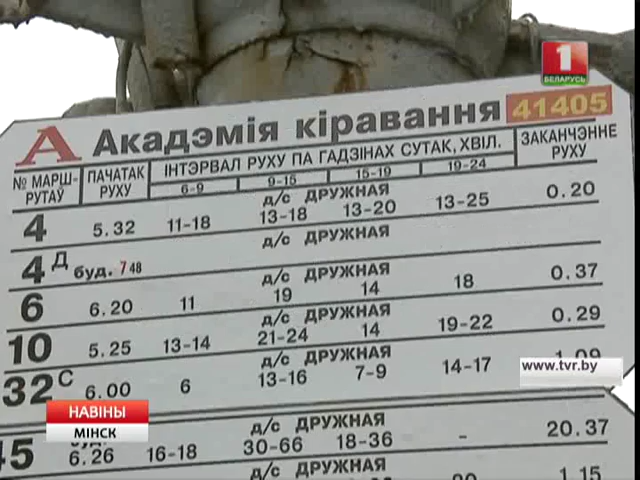 1
БЕЛАРУСЬ
А Акадэмія кіравання 41405
№ МАРШ-РУТАЎ ПАЧАТАК РУХУ ІНТЭРВАЛ РУХУ ПА ГАДЗІНАХ СУТАК, ХВІЛ. ЗАКАНЧЭННЕ РУХУ
6-9 9-15 15-19 19-24
д/с ДРУЖНАЯ
4 5.32 11-18 13-18 13-20 13-25 0.20
д/с ДРУЖНАЯ
4Д буд. 7 48
д/с ДРУЖНАЯ
6 6.20 11 19 14 18 0.37
д/с ДРУЖНАЯ
10 5.25 13-14 21-24 14 19-22 0.29
д/с ДРУЖНАЯ
32С 6.00 6 13-16 7-9 14-17
www.tvr.by
НАВІНЫ
МІНСК
д/с ДРУЖНАЯ
5 буд. 6.26 16-18 30-66 18-36 - 20.37
д/с ДРУЖНАЯ
1.15